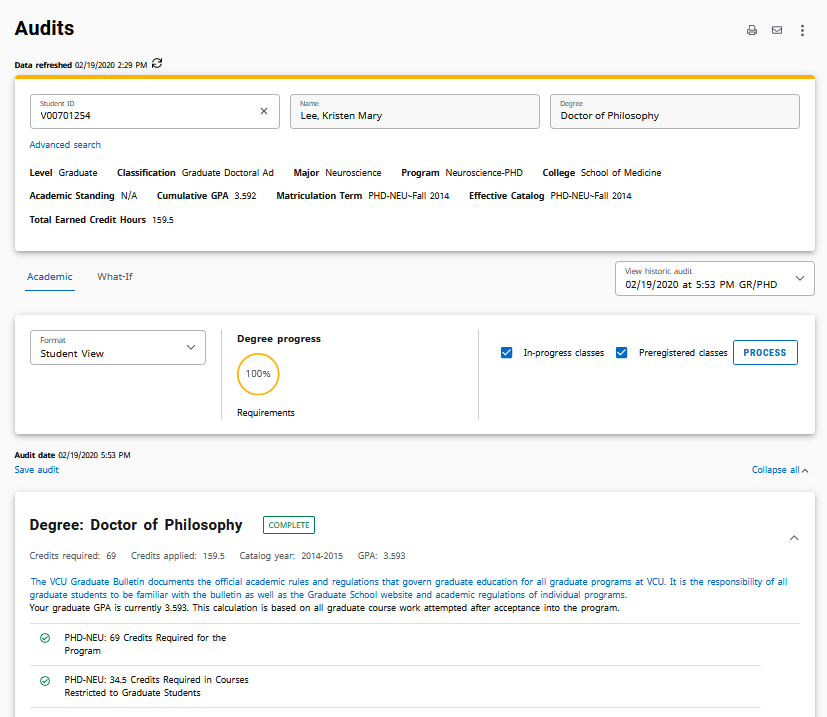 Audits
Data refreshed 02/19/2020 2:29 PM
Student ID
V00701254
Name
Lee, Kristen Mary
Degree
Doctor of Philosophy
Advanced search
Level Graduate Classification Graduate Doctoral Ad Major Neuroscience Program Neuroscience-PHD College School of Medicine
Academic Standing N/A Cumulative GPA 3.592 Matriculation Term PHD-NEU~Fall 2014 Effective Catalog PHD-NEU~Fall 2014
Total Earned Credit Hours 159.5
Academic What-If
View historic audit
02/19/2020 at 5:53 PM GR/PHD
Format
Student View
Degree progress
100%
Requirements
In-progress classes Preregistered classes PROCESS
Audit date 02/19/2020 5:53 PM
Save audit Collapse all
Degree: Doctor of Philosophy COMPLETE
Credits required: 69 Credits applied: 159.5 Catalog year: 2014-2015 GPA: 3.593
The VCU Graduate Bulletin documents the official academic rules and regulations that govern graduate education for all graduate programs at VCU. It is the responsibility of all
graduate students to be familiar with the bulletin as well as the Graduate School website and academic regulations of individual programs.
Your graduate GPA is currently 3.593. This calculation is based on all graduate course work attempted after acceptance into the program.
PHD-NEU: 69 Credits Required for the
Program
PHD-NEU: 34.5 Credits Required in Courses
Restricted to Graduate Students